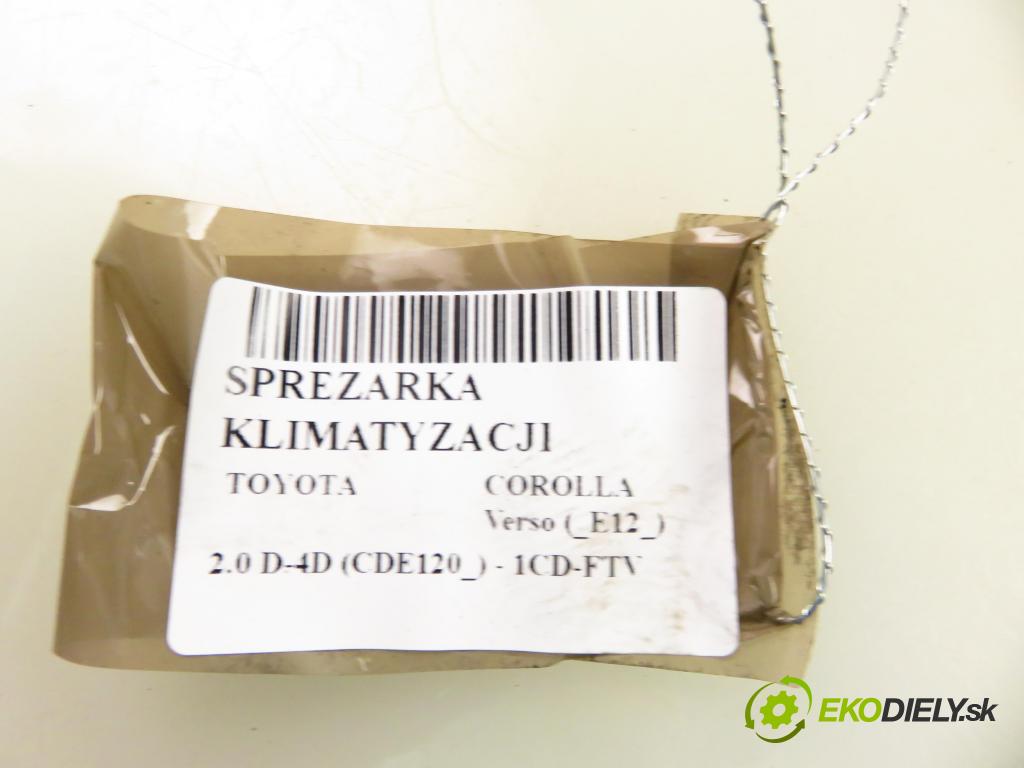 SPREZARKA
KLIMATYZACJI
TOYOTA COROLLA
Verso (_E12_)
2.0 D-4D (CDE120_) - 1CD-FTV
EKODIELY.sk